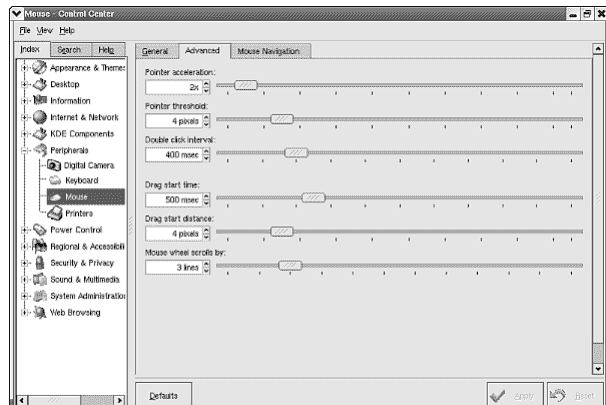 Mouse - Control Center
File View Help
Index Search Help
Appearance & Themes
Desktop
Information
Internet & Network
KDE Components
Peripherals
Digital Camera
Keyboard
Mouse
Printers
Power Control
Regional & Accessibili
Security & Privacy
Sound & Multimedia
System Administration
Web Browsing
General Advanced Mouse Navigation
Pointer acceleration:
2x
Pointer threshold:
4 pixels
Double click interval:
400 msec
Drag start time:
500 msec
Drag start distance:
4 pixels
Mouse wheel scrolls by:
3 lines
Defaults Apply Reset